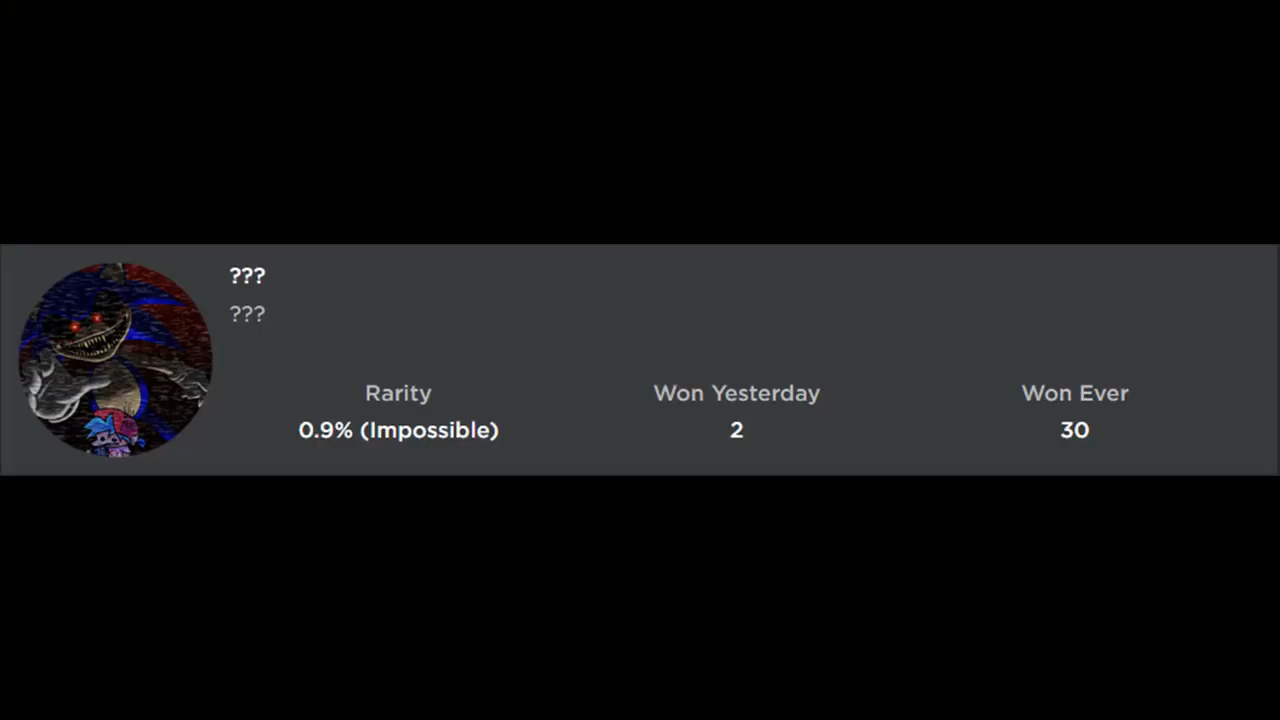 ???
???
Rarity
Won Yesterday
Won Ever
0.9% (Impossible)
2
30